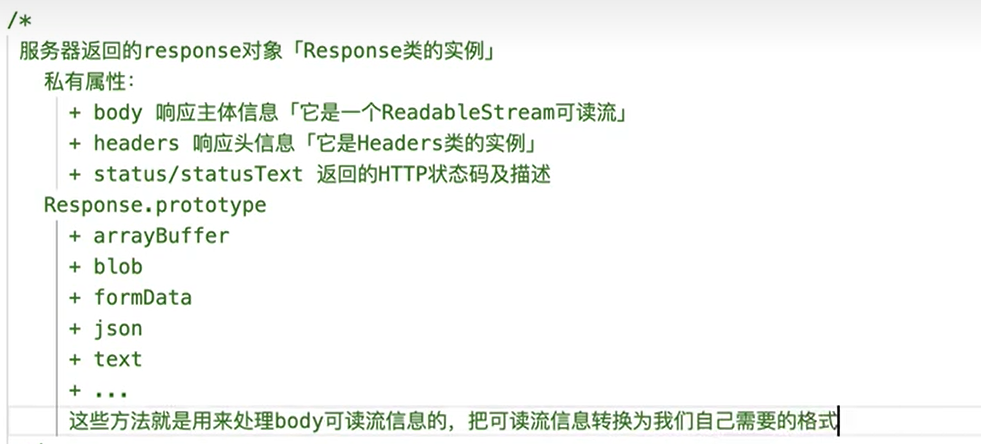 /*
服务器返回的response对象「Response类的实例」
私有属性：
+ body 响应主体信息「它是一个ReadableStream可读流」
+ headers 响应头信息「它是Headers类的实例」
+ status/statusText 返回的HTTP状态码及描述
Response.prototype
+ arrayBuffer
+ blob
+ formData
+ json
+ text
+ ...
这些方法就是用来处理body可读流信息的，把可读流信息转换为我们自己需要的格式